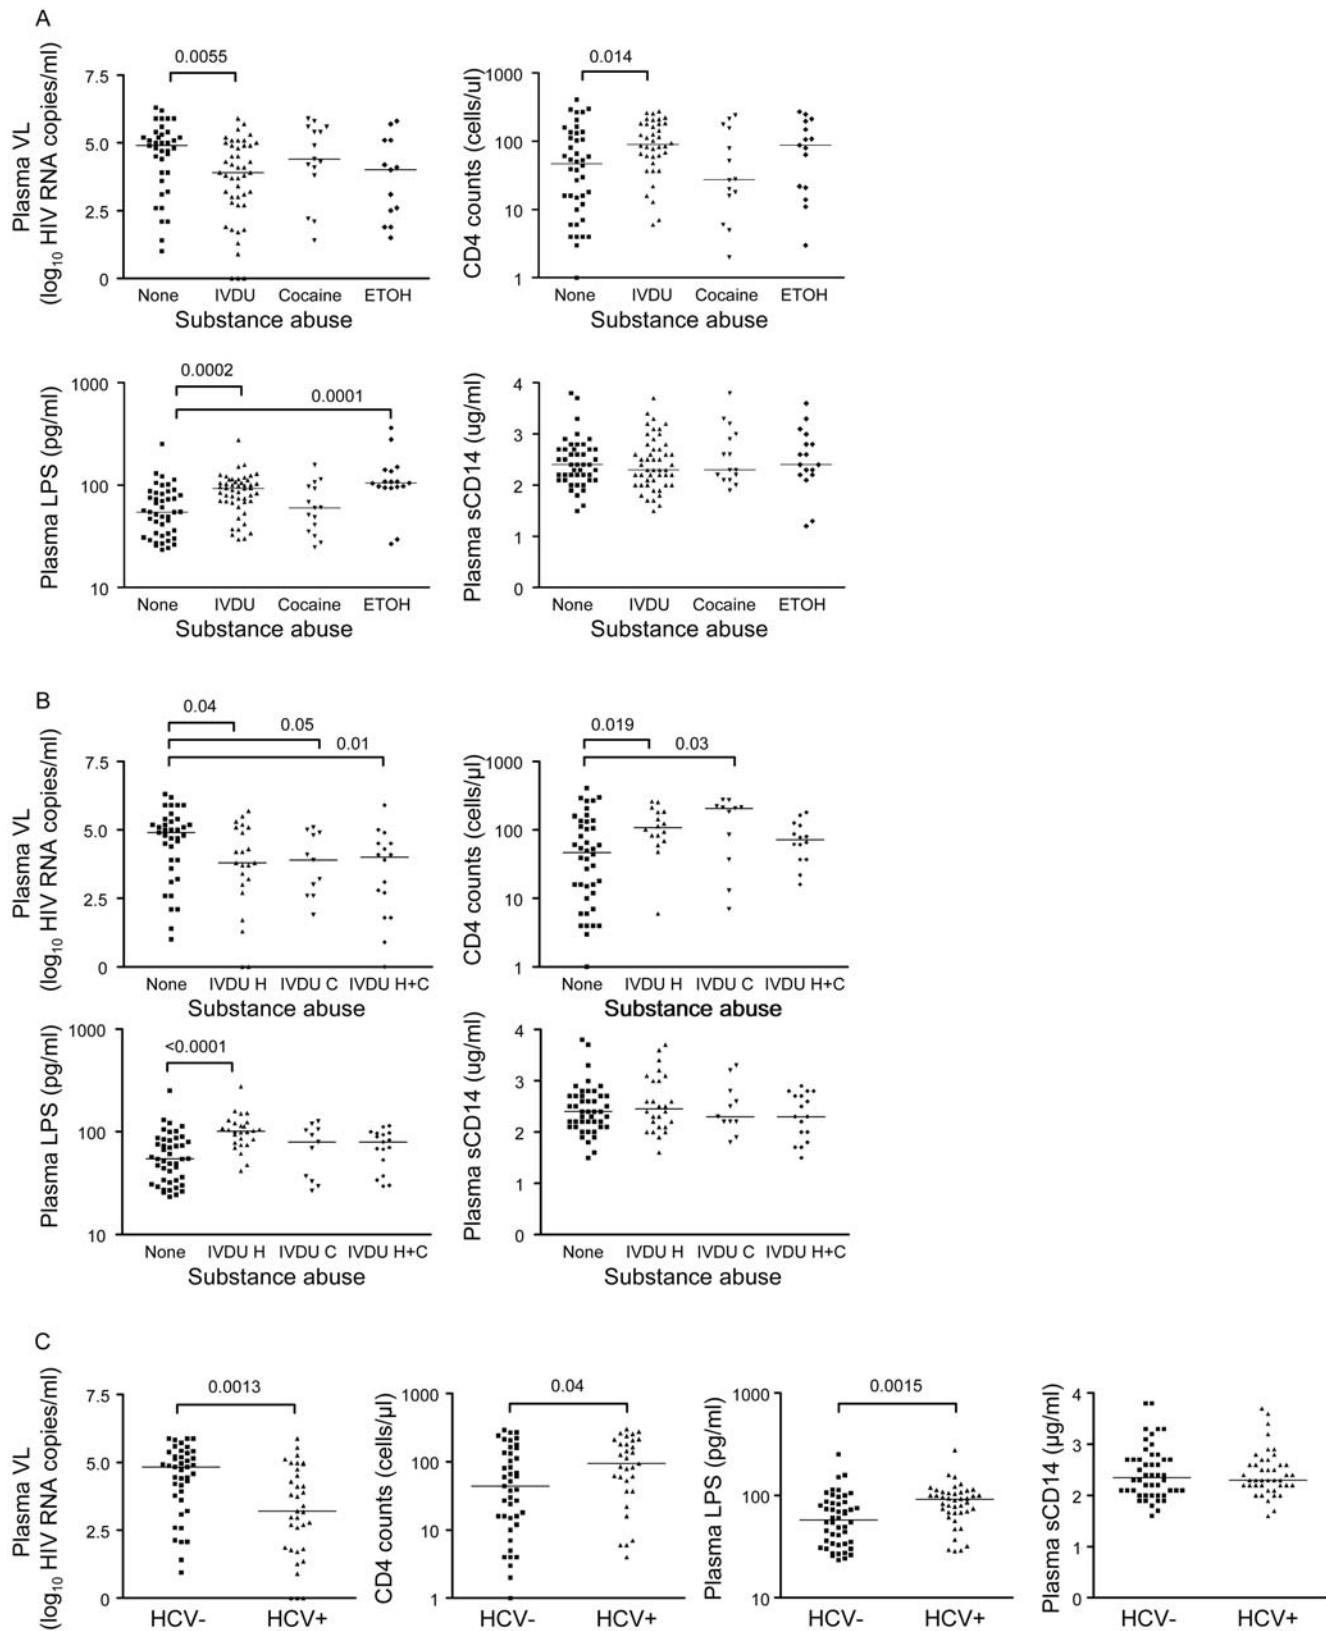 A
Plasma VL
(log10 HIV RNA copies/ml)
7.5
5.0
2.5
0
0.0055
None IVDU Cocaine ETOH
Substance abuse
CD4 counts (cells/ul)
1000
100
10
1
0.014
None IVDU Cocaine ETOH
Substance abuse
Plasma LPS (pg/ml)
1000
100
10
0.0002
0.0001
None IVDU Cocaine ETOH
Substance abuse
Plasma sCD14 (ug/ml)
4
3
2
1
0
None IVDU Cocaine ETOH
Substance abuse
B
Plasma VL
(log10 HIV RNA copies/ml)
7.5
5.0
2.5
0
0.04
0.05
0.01
None IVDU H IVDU C IVDU H+C
Substance abuse
CD4 counts (cells/µl)
1000
100
10
1
0.019
0.03
None IVDU H IVDU C IVDU H+C
Substance abuse
Plasma LPS (pg/ml)
1000
100
10
<0.0001
None IVDU H IVDU C IVDU H+C
Substance abuse
Plasma sCD14 (ug/ml)
4
3
2
1
0
None IVDU H IVDU C IVDU H+C
Substance abuse
C
Plasma VL
(log10 HIV RNA copies/ml)
7.5
5.0
2.5
0
0.0013
HCV- HCV+
CD4 counts (cells/µl)
1000
100
10
1
0.04
HCV- HCV+
Plasma LPS (pg/ml)
1000
100
10
0.0015
HCV- HCV+
Plasma sCD14 (µg/ml)
4
3
2
1
0
HCV- HCV+